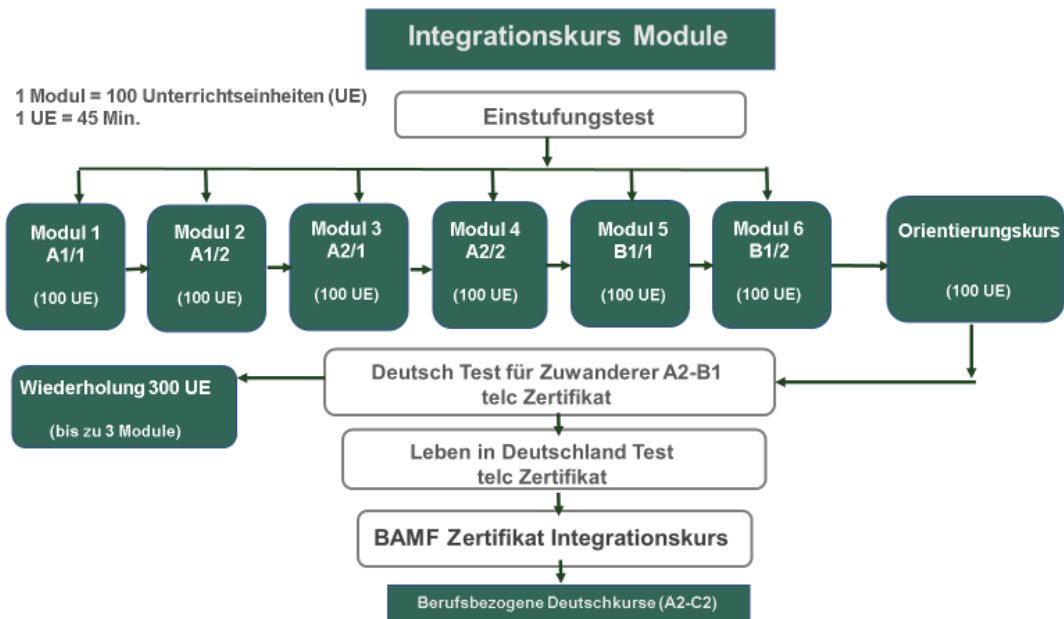 Integrationskurs Module
1 Modul = 100 Unterrichtseinheiten (UE)
1 UE = 45 Min.
Einstufungstest
Modul 1
A1/1
(100 UE)
Modul 2
A1/2
(100 UE)
Modul 3
A2/1
(100 UE)
Modul 4
A2/2
(100 UE)
Modul 5
B1/1
(100 UE)
Modul 6
B1/2
(100 UE)
Orientierungskurs
(100 UE)
Wiederholung 300 UE
(bis zu 3 Module)
Deutsch Test für Zuwanderer A2-B1
telc Zertifikat
Leben in Deutschland Test
telc Zertifikat
BAMF Zertifikat Integrationskurs
Berufsbezogene Deutschkurse (A2-C2)